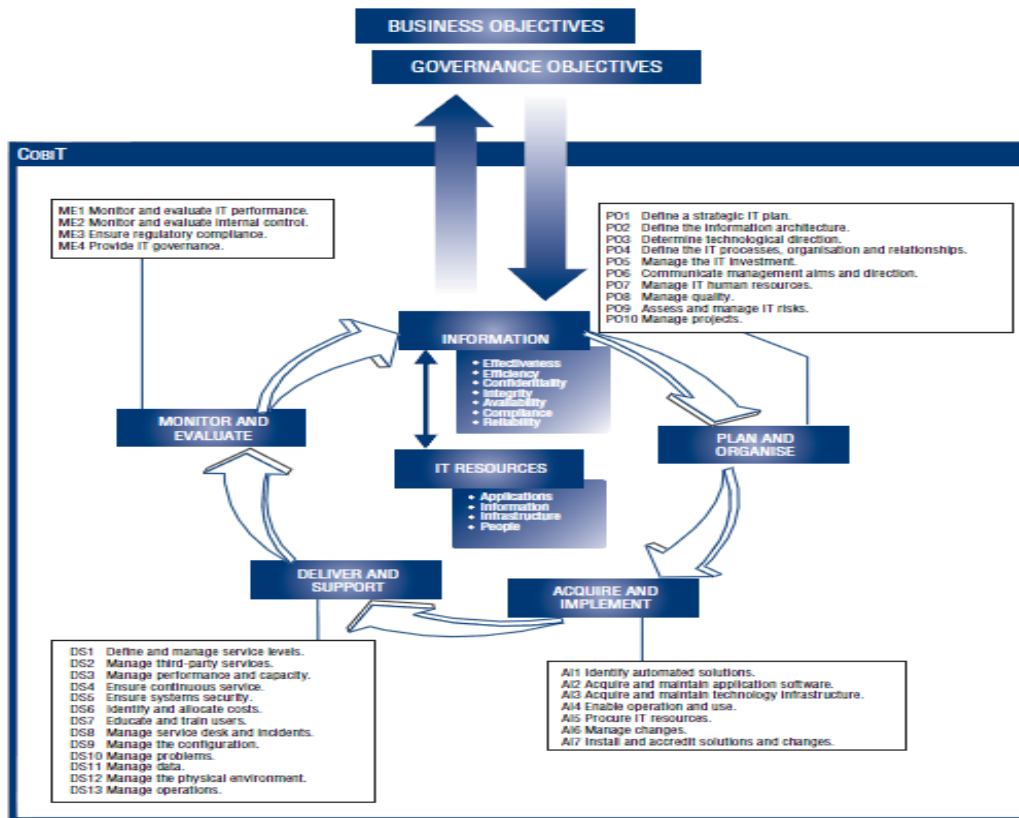 BUSINESS OBJECTIVES
GOVERNANCE OBJECTIVES
COBIT
ME1 Monitor and evaluate IT performance.
ME2 Monitor and evaluate internal control.
ME3 Ensure regulatory compliance.
ME4 Provide IT governance.
PO1 Define a strategic IT plan.
PO2 Define the information architecture.
PO3 Determine technological direction.
PO4 Define the IT processes, organisation and relationships.
PO5 Manage the IT investment.
PO6 Communicate management aims and direction.
PO7 Manage IT human resources.
PO8 Manage quality.
PO9 Assess and manage IT risks.
PO10 Manage projects.
INFORMATION
• Effectiveness
• Efficiency
• Confidentiality
• Integrity
• Availability
• Compliance
• Reliability
MONITOR AND
EVALUATE
PLAN AND
ORGANISE
IT RESOURCES
• Applications
• Information
• Infrastructure
• People
DELIVER AND
SUPPORT
ACQUIRE AND
IMPLEMENT
DS1 Define and manage service levels.
DS2 Manage third-party services.
DS3 Manage performance and capacity.
DS4 Ensure continuous service.
DS5 Ensure systems security.
DS6 Identify and allocate costs.
DS7 Educate and train users.
DS8 Manage service desk and incidents.
DS9 Manage the configuration.
DS10 Manage problems.
DS11 Manage data.
DS12 Manage the physical environment.
DS13 Manage operations.
AI1 Identify automated solutions.
AI2 Acquire and maintain application software.
AI3 Acquire and maintain technology infrastructure.
AI4 Enable operation and use.
AI5 Procure IT resources.
AI6 Manage changes.
AI7 Install and accredit solutions and changes.